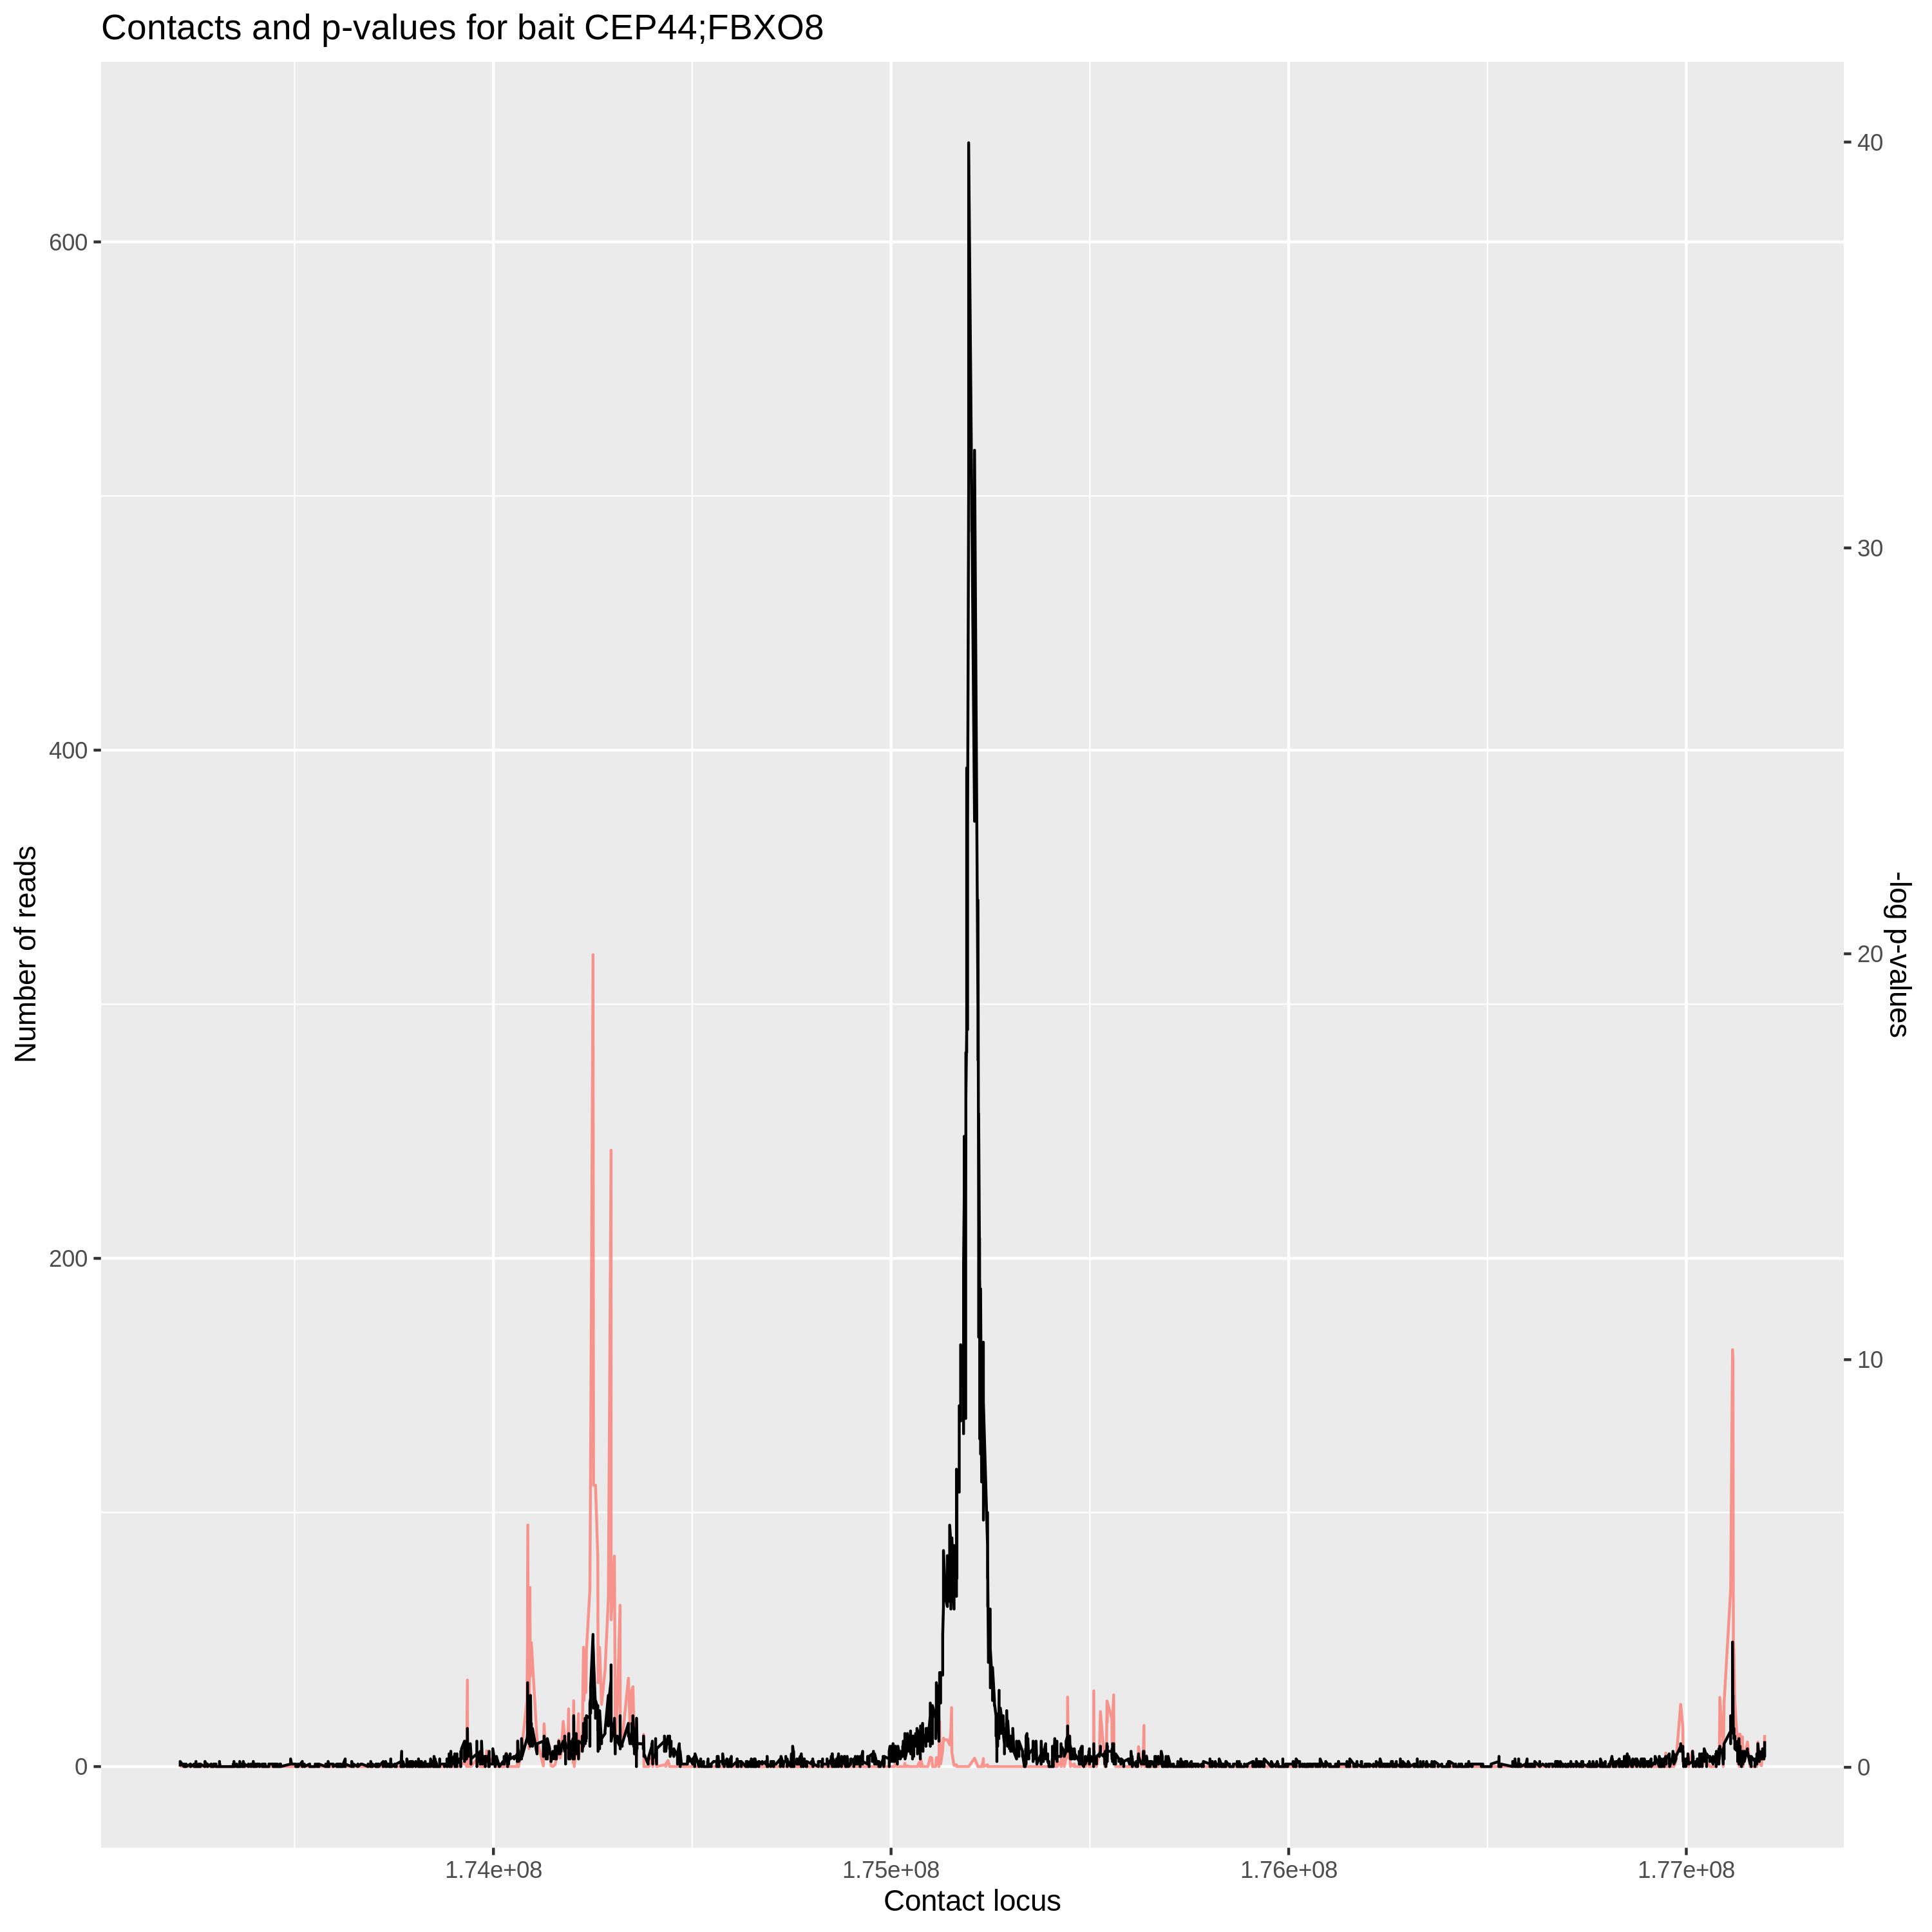 Contacts and p-values for bait CEP44;FBXO8
600
400
200
0
Number of reads
40
30
20
10
0
-log p-values
1.74e+08
1.75e+08
1.76e+08
1.77e+08
Contact locus